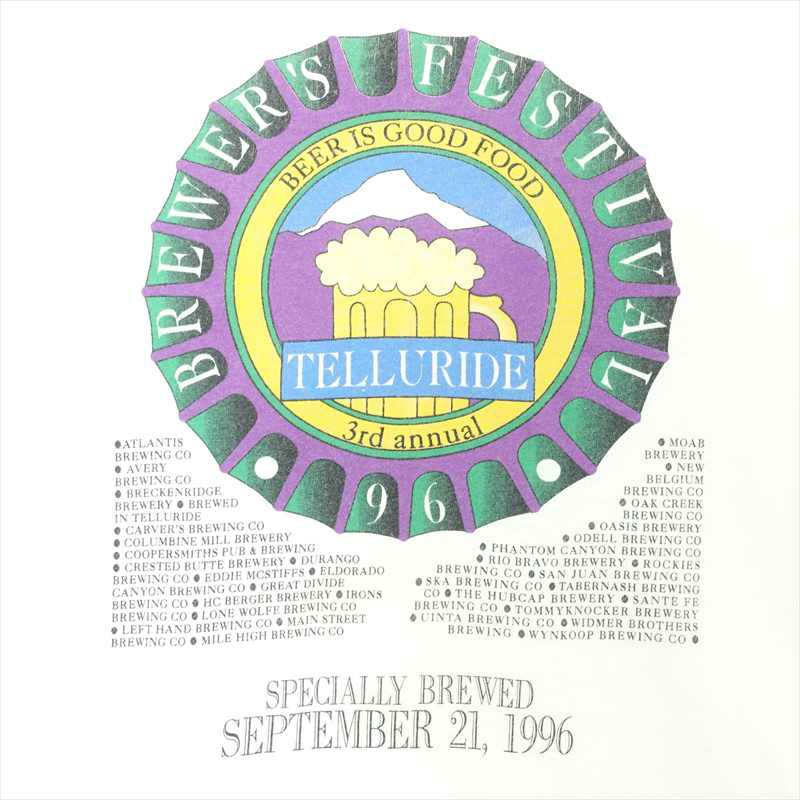 BREWER'S FESTIVAL
BEER IS GOOD FOOD
TELLURIDE
3rd annual
96
ATLANTIS
BREWING CO
AVERY
BREWING CO
BRECKENRIDGE
BREWERY BREWED
IN TELLURIDE
CARVER'S BREWING CO
COLUMBINE MILL BREWERY
COOPERSMITHS PUB & BREWING
CRESTED BUTTE BREWERY DURANGO
BREWING CO EDDIE MCSTIFFS ELDORADO
CANYON BREWING CO GREAT DIVIDE
BREWING CO HC BERGER BREWERY IRONS
BREWING CO LONE WOLFE BREWING CO
LEFT HAND BREWING CO MAIN STREET
BREWING CO MILE HIGH BREWING CO
MOAB
BREWERY
NEW
BELGIUM
BREWING CO
OAK CREEK
BREWING CO
OASIS BREWERY
ODELL BREWING CO
PHANTOM CANYON BREWING CO
RIO BRAVO BREWERY ROCKIES
BREWING CO SAN JUAN BREWING CO
SKA BREWING CO TABERNASH BREWING
CO THE HUBCAP BREWERY SANTE FE
BREWING CO TOMMYKNOCKER BREWERY
UINTA BREWING CO WIDMER BROTHERS
BREWING WYNKOOP BREWING CO
SPECIALLY BREWED
SEPTEMBER 21, 1996